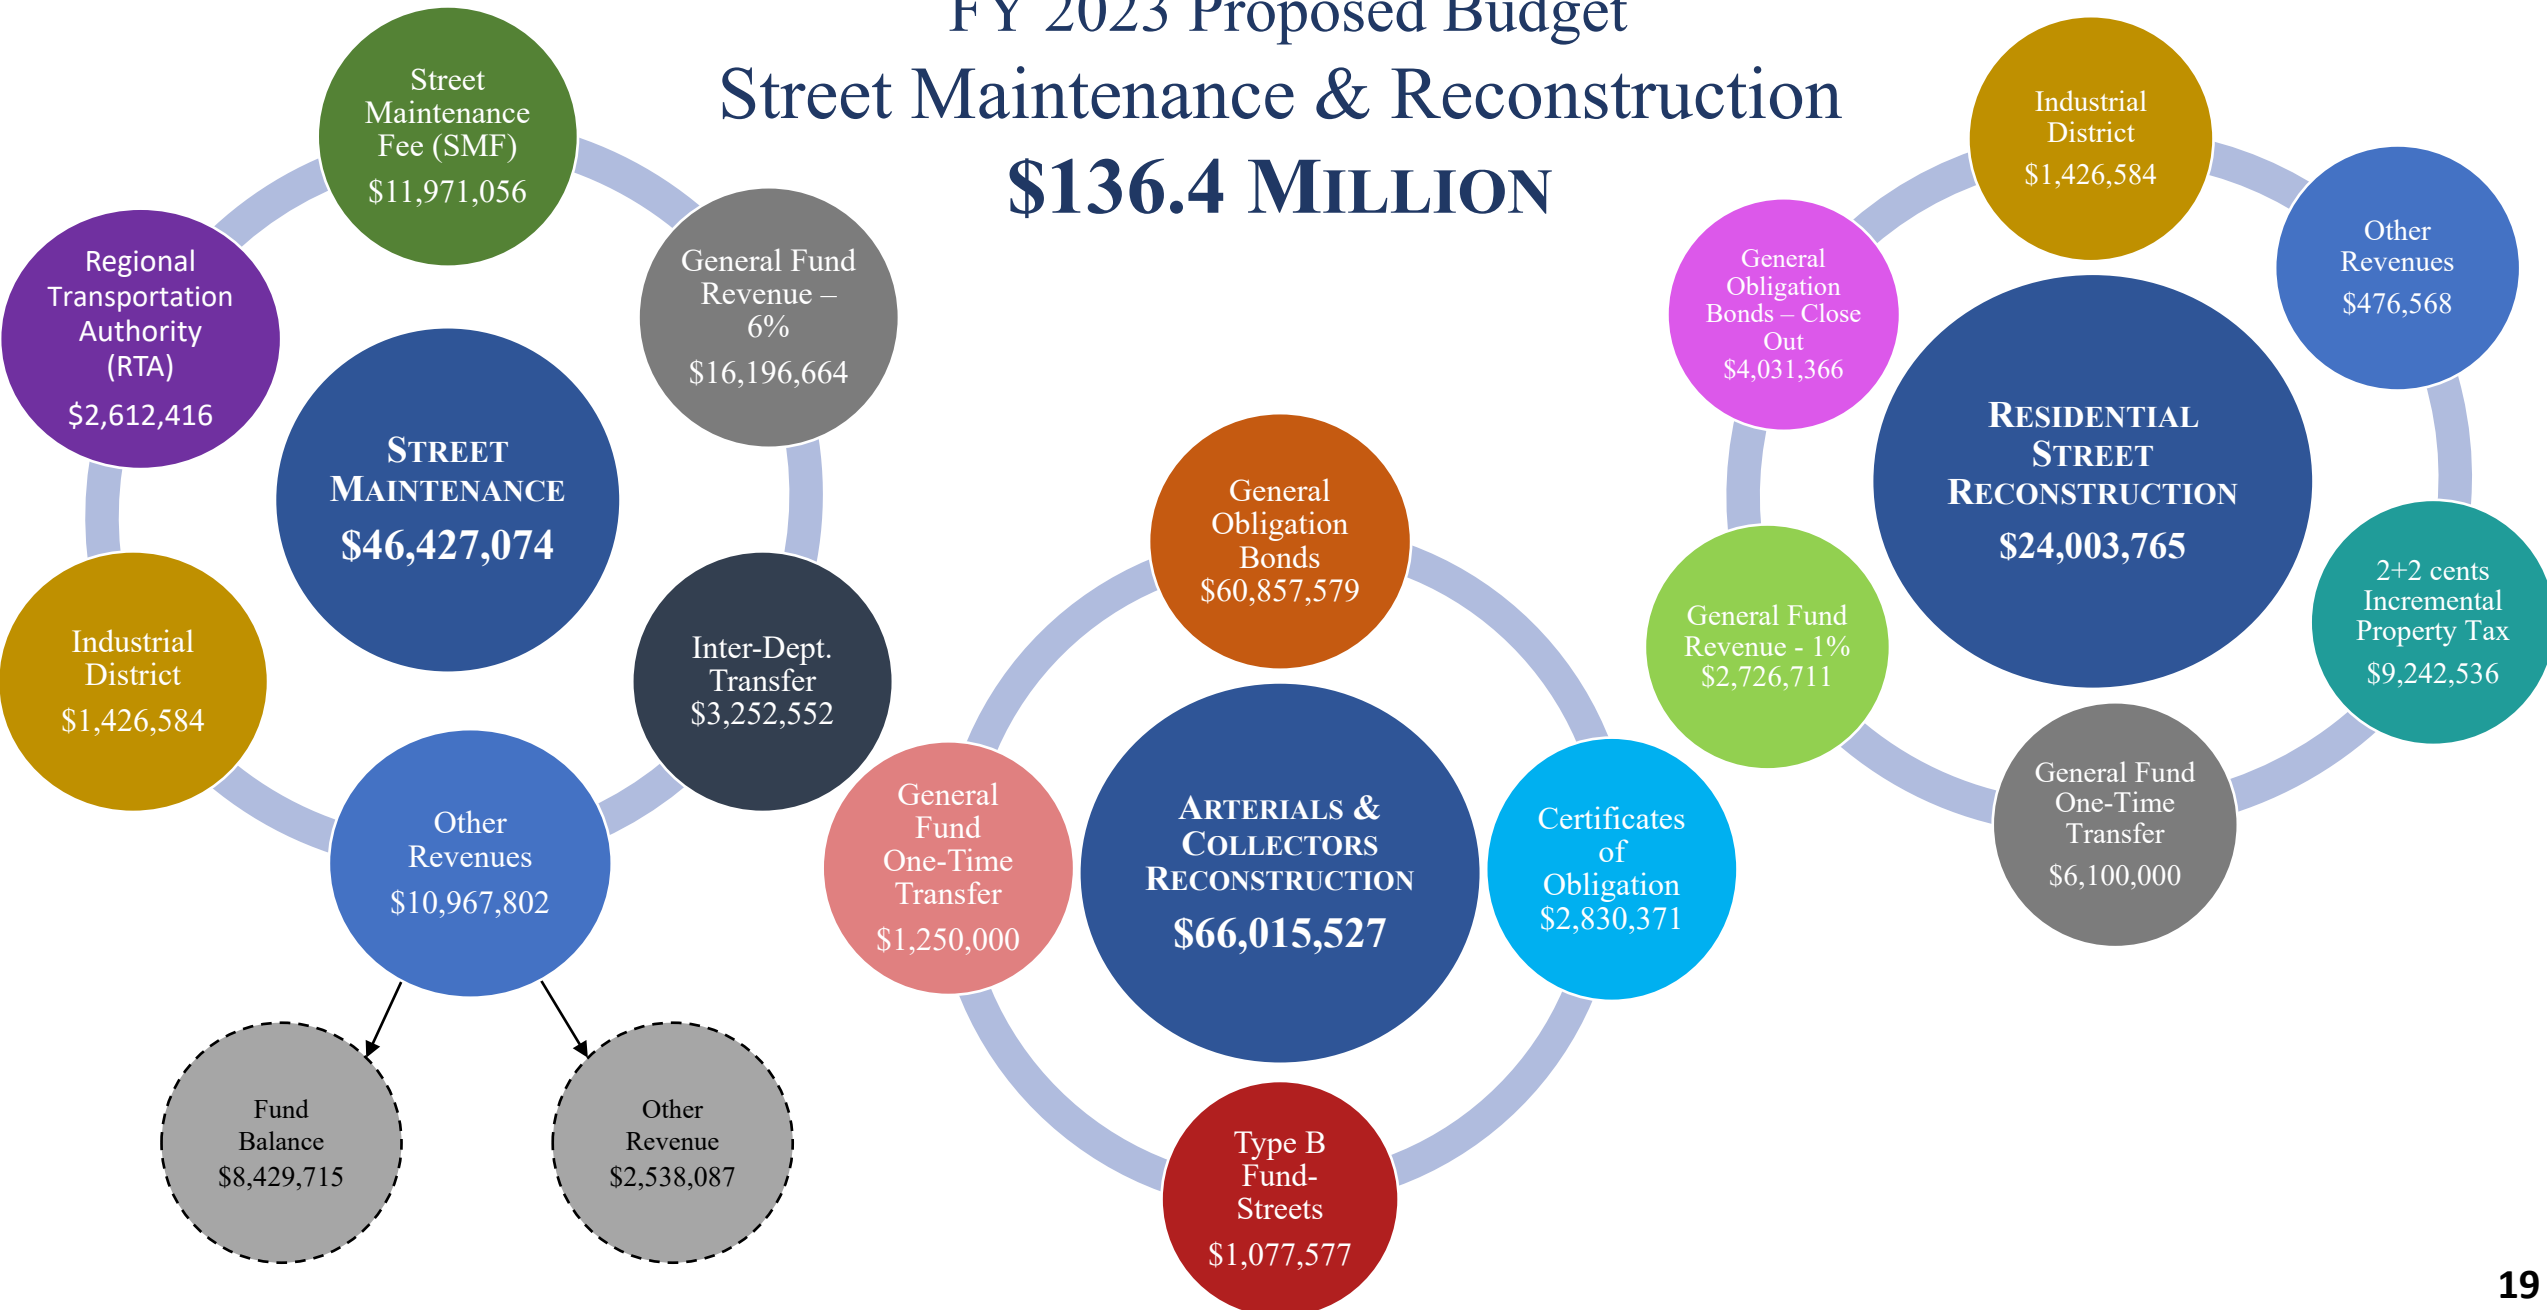 FY 2023 Proposed Budget
Street Maintenance & Reconstruction
$136.4 MILLION
Street
Maintenance
Fee (SMF)
$11,971,056
General Fund
Revenue –
6%
$16,196,664
Inter-Dept.
Transfer
$3,252,552
Other
Revenues
$10,967,802
Industrial
District
$1,426,584
Regional
Transportation
Authority
(RTA)
$2,612,416
STREET
MAINTENANCE
$46,427,074
Fund
Balance
$8,429,715
Other
Revenue
$2,538,087
General
Obligation
Bonds
$60,857,579
Certificates
of
Obligation
$2,830,371
Type B
Fund-
Streets
$1,077,577
General
Fund
One-Time
Transfer
$1,250,000
ARTERIALS &
COLLECTORS
RECONSTRUCTION
$66,015,527
Industrial
District
$1,426,584
Other
Revenues
$476,568
2+2 cents
Incremental
Property Tax
$9,242,536
General Fund
One-Time
Transfer
$6,100,000
General Fund
Revenue - 1%
$2,726,711
General
Obligation
Bonds – Close
Out
$4,031,366
RESIDENTIAL
STREET
RECONSTRUCTION
$24,003,765
19